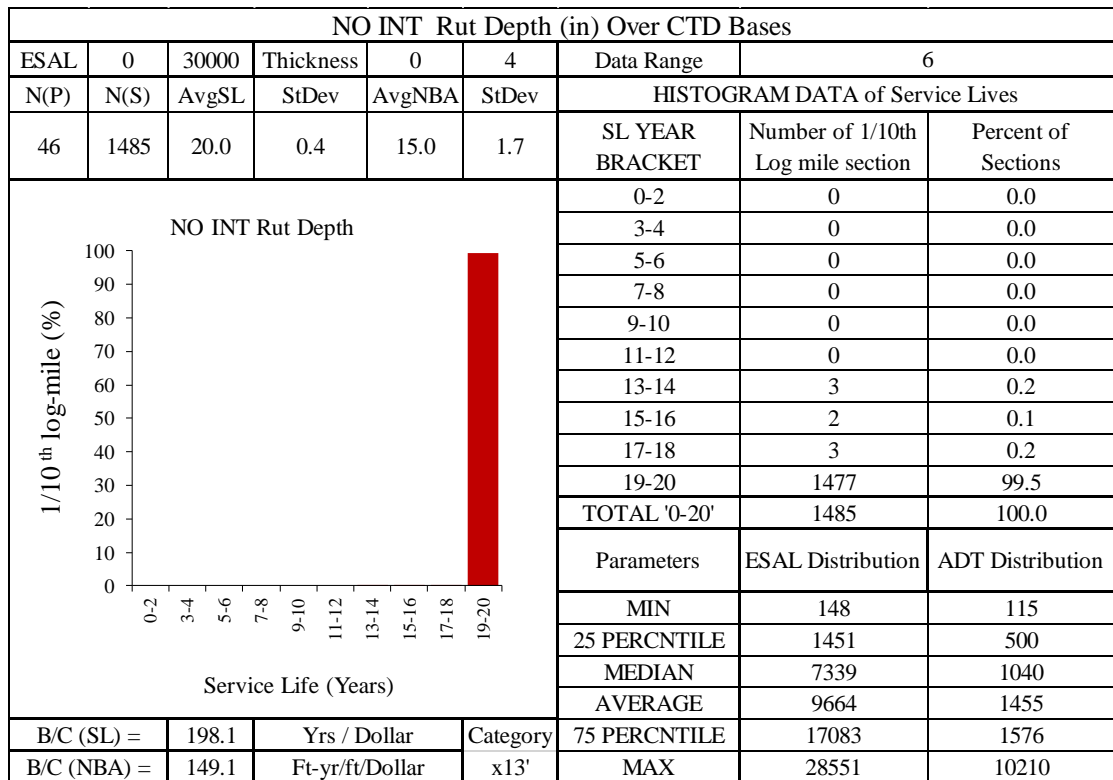 NO INT Rut Depth (in) Over CTD Bases
ESAL 0 30000 Thickness 0 4 Data Range 6
N(P) N(S) AvgSL StDev AvgNBA StDev HISTOGRAM DATA of Service Lives
46 1485 20.0 0.4 15.0 1.7
SL YEAR BRACKET Number of 1/10th Log mile section Percent of Sections
0-2 0 0.0
3-4 0 0.0
5-6 0 0.0
7-8 0 0.0
9-10 0 0.0
11-12 0 0.0
13-14 3 0.2
15-16 2 0.1
17-18 3 0.2
19-20 1477 99.5
TOTAL '0-20' 1485 100.0
Parameters ESAL Distribution ADT Distribution
MIN 148 115
25 PERCNTILE 1451 500
MEDIAN 7339 1040
AVERAGE 9664 1455
75 PERCNTILE 17083 1576
MAX 28551 10210
NO INT Rut Depth
1/10 th log-mile (%)
100
90
80
70
60
50
40
30
20
10
0
0-2 3-4 5-6 7-8 9-10 11-12 13-14 15-16 17-18 19-20
Service Life (Years)
B/C (SL) = 198.1 Yrs / Dollar Category
B/C (NBA) = 149.1 Ft-yr/ft/Dollar x13'